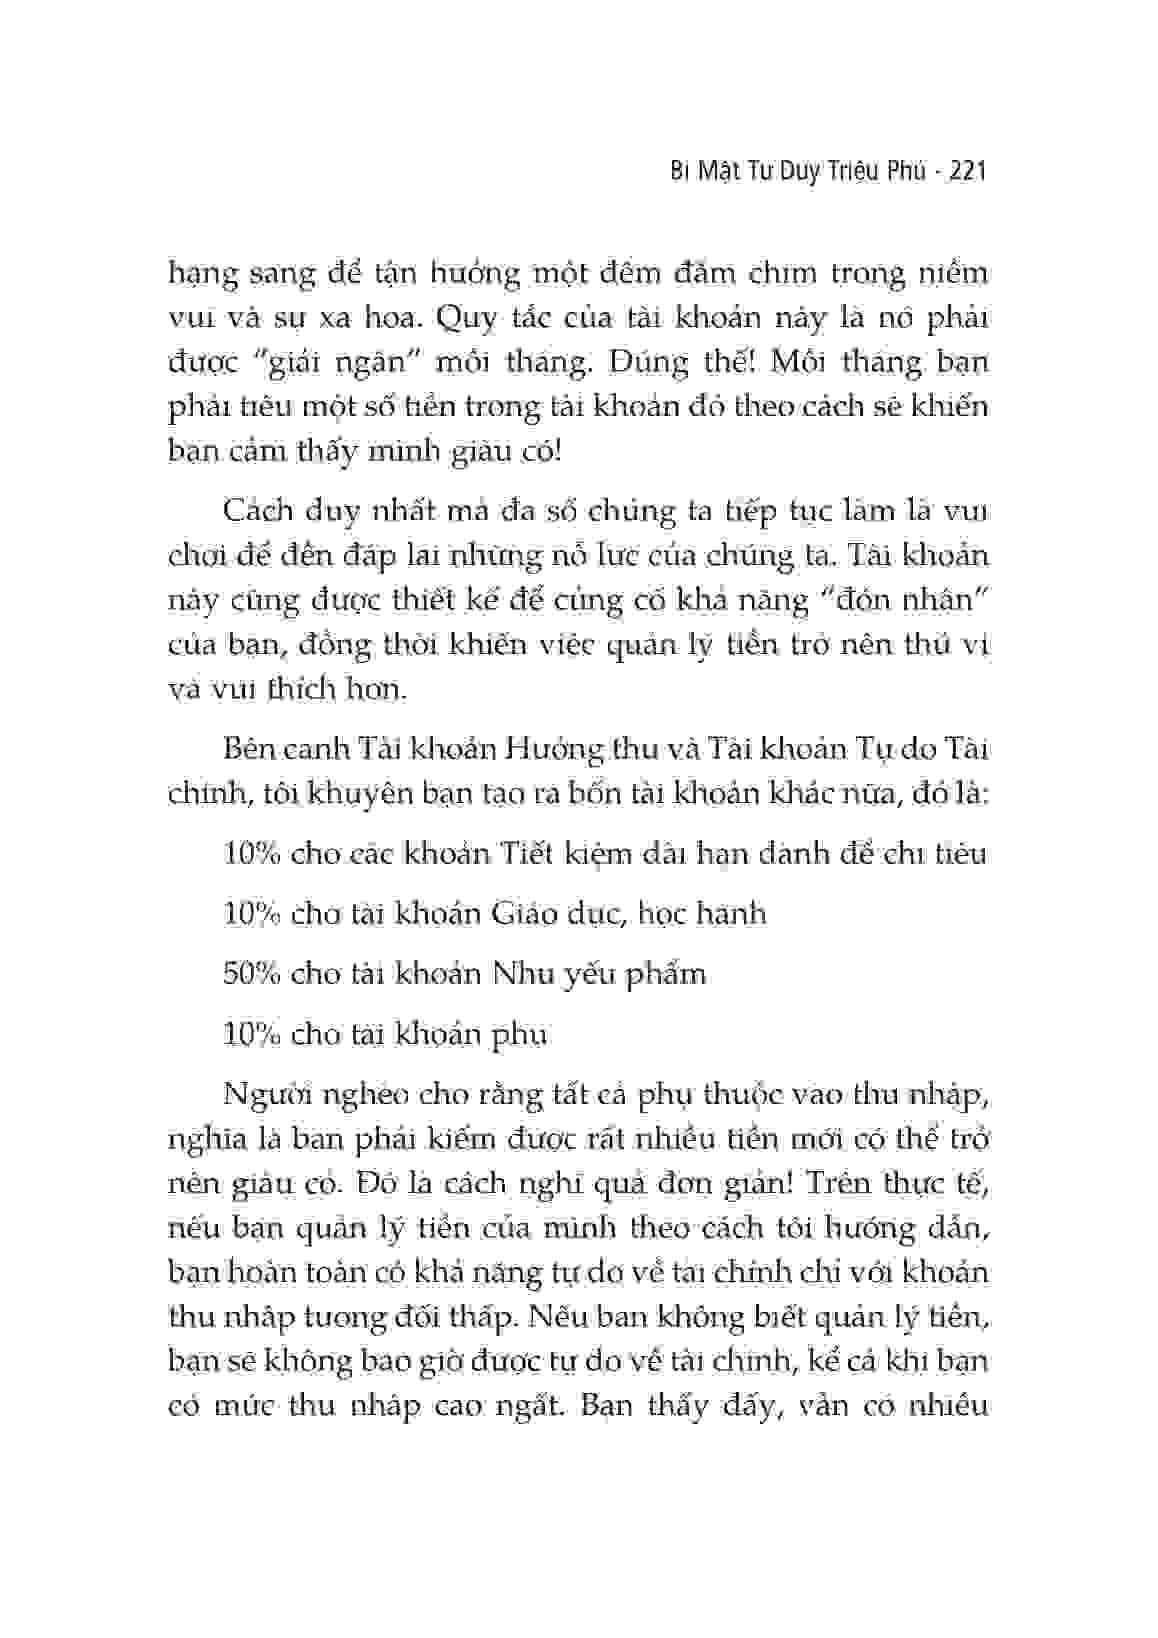 Bí Mật Tư Duy Triệu Phú - 221
hạng sang để tận hưởng một đêm đắm chìm trong niềm
vui và sự xa hoa. Quy tắc của tài khoản này là nó phải
được “giải ngân” mỗi tháng. Đúng thế! Mỗi tháng bạn
phải tiêu một số tiền trong tài khoản đó theo cách sẽ khiến
bạn cảm thấy mình giàu có!
Cách duy nhất mà đa số chúng ta tiếp tục làm là vui
chơi để đền đáp lại những nỗ lực của chúng ta. Tài khoản
này cũng được thiết kế để củng cố khả năng “đón nhận”
của bạn, đồng thời khiến việc quản lý tiền trở nên thú vị
và vui thích hơn.
Bên cạnh Tài khoản Hưởng thụ và Tài khoản Tự do Tài
chính, tôi khuyên bạn tạo ra bốn tài khoản khác nữa, đó là:
10% cho các khoản Tiết kiệm dài hạn dành để chi tiêu
10% cho tài khoản Giáo dục, học hành
50% cho tài khoản Nhu yếu phẩm
10% cho tài khoản phụ
Người nghèo cho rằng tất cả phụ thuộc vào thu nhập,
nghĩa là bạn phải kiếm được rất nhiều tiền mới có thể trở
nên giàu có. Đó là cách nghĩ quá đơn giản! Trên thực tế,
nếu bạn quản lý tiền của mình theo cách tôi hướng dẫn,
bạn hoàn toàn có khả năng tự do về tài chính chỉ với khoản
thu nhập tương đối thấp. Nếu bạn không biết quản lý tiền,
bạn sẽ không bao giờ được tự do về tài chính, kể cả khi bạn
có mức thu nhập cao ngất. Bạn thấy đấy, vẫn có nhiều